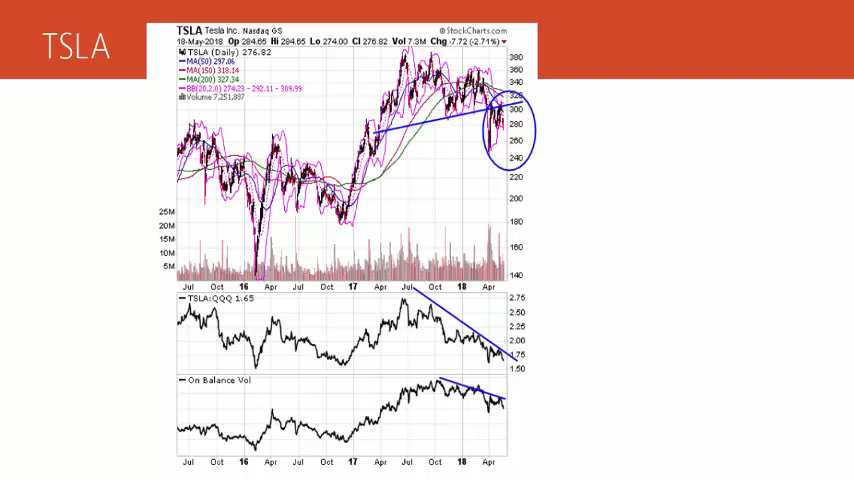 TSLA
TSLA Tesla Inc. Nasdaq GS © StockCharts.com
18-May-2018 Op 284.65 Hi 284.65 Lo 274.00 Cl 276.82 Vol 7.3M Chg -7.72 (-2.71%)
TSLA (Daily) 276.82
MA(50) 297.06
MA(150) 318.14
MA(200) 327.34
BB(20,2.0) 274.23 - 292.11 - 309.99
Volume 7,251,887
380
360
340
320
300
280
260
240
220
200
180
160
140
25M
20M
15M
10M
5M
Jul Oct 16 Apr Jul Oct 17 Apr Jul Oct 18 Apr
TSLA:QQQ 1.65
2.75
2.50
2.25
2.00
1.75
1.50
On Balance Vol
Jul Oct 16 Apr Jul Oct 17 Apr Jul Oct 18 Apr